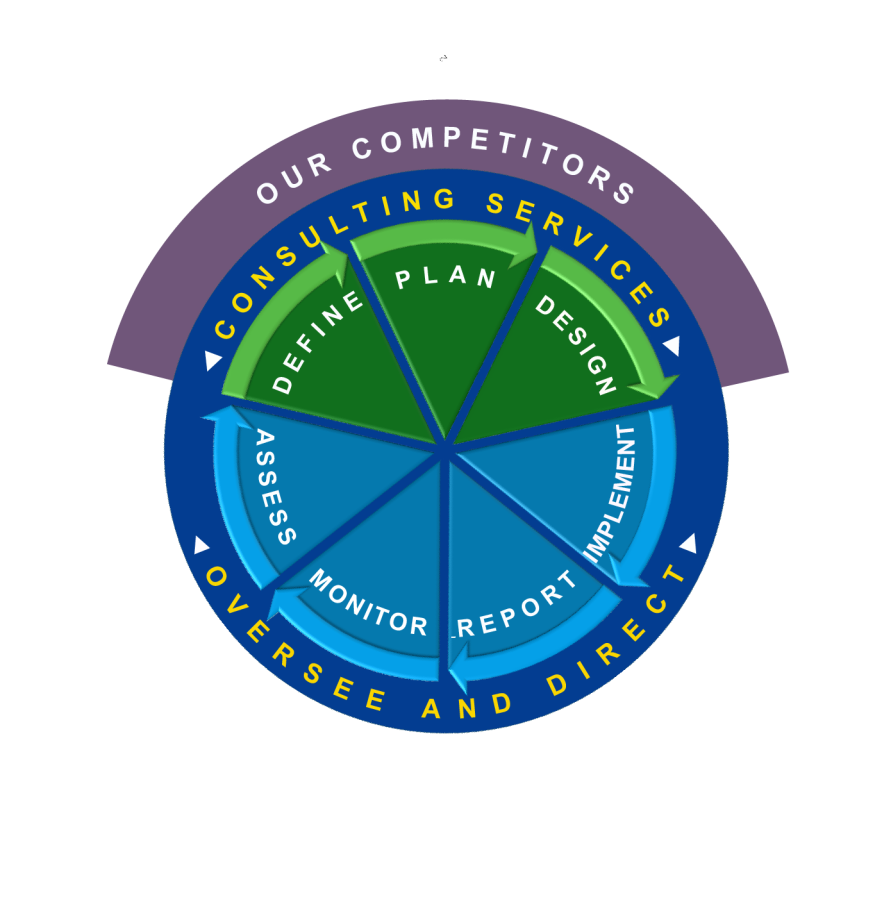 OUR COMPETITORS
CONSULTING SERVICES
DEFINE
PLAN
DESIGN
IMPLEMENT
REPORT
MONITOR
ASSESS
OVERSEE AND DIRECT